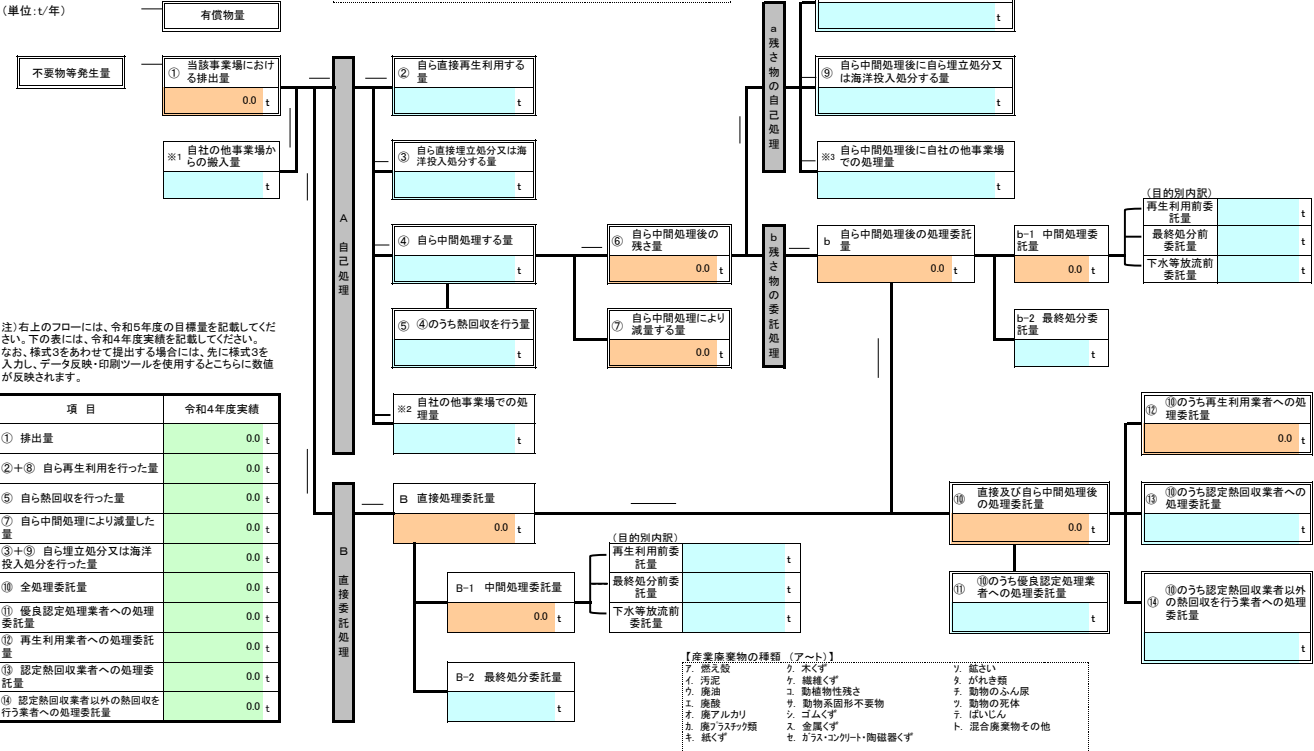 (単位:t/年)
有償物量
t
不要物等発生量
① 当該事業場におけ
る排出量
0.0 t
※1 自社の他事業場か
らの搬入量
t
A
自
己
処
理
② 自ら直接再生利用する
量
t
③ 自ら直接埋立処分又は海
洋投入処分する量
t
④ 自ら中間処理する量
t
⑤ ④のうち熱回収を行う量
t
※2 自社の他事業場での処
理量
t
⑥ 自ら中間処理後の
残さ量
0.0 t
⑦ 自ら中間処理により
減量する量
0.0 t
a
残
さ
物
の
自
己
処
理
⑨ 自ら中間処理後に自ら埋立処分又
は海洋投入処分する量
t
※3 自ら中間処理後に自社の他事業場
での処理量
t
b
残
さ
物
の
委
託
処
理
b 自ら中間処理後の処理委託
量
0.0 t
b-1 中間処理委
託量
0.0 t
(目的別内訳)
再生利用前委
託量
t
最終処分前
委託量
t
下水等放流前
委託量
t
b-2 最終処分委
託量
t
注)右上のフローには、令和5年度の目標量を記載してくだ
さい。下の表には、令和4年度実績を記載してください。
なお、様式3をあわせて提出する場合には、先に様式3を
入力し、データ反映・印刷ツールを使用するとこちらに数値
が反映されます。
項 目 令和4年度実績
① 排出量 0.0 t
②+⑧ 自ら再生利用を行った量 0.0 t
⑤ 自ら熱回収を行った量 0.0 t
⑦ 自ら中間処理により減量した
量 0.0 t
③+⑨ 自ら埋立処分又は海洋
投入処分を行った量 0.0 t
⑩ 全処理委託量 0.0 t
⑪ 優良認定処理業者への処理
委託量 0.0 t
⑫ 再生利用業者への処理委託
量 0.0 t
⑬ 認定熱回収業者への処理委
託量 0.0 t
⑭ 認定熱回収業者以外の熱回収を
行う業者への処理委託量 0.0 t
B
直
接
委
託
処
理
B 直接処理委託量
0.0 t
B-1 中間処理委託量
0.0 t
(目的別内訳)
再生利用前委
託量
t
最終処分前委
託量
t
下水等放流前
委託量
t
B-2 最終処分委託量
t
⑩ 直接及び自ら中間処理後
の処理委託量
0.0 t
⑪ ⑩のうち優良認定処理業
者への処理委託量
t
⑫ ⑩のうち再生利用業者への処
理委託量
0.0 t
⑬ ⑩のうち認定熱回収業者への
処理委託量
t
⑭ ⑩のうち認定熱回収業者以外
の熱回収を行う業者への処理
委託量
t
【産業廃棄物の種類 (ア~ト)】
ア. 燃え殻
イ. 汚泥
ウ. 廃油
エ. 廃酸
オ. 廃アルカリ
カ. 廃プラスチック類
キ. 紙くず
ク. 木くず
ケ. 繊維くず
コ. 動植物性残さ
サ. 動物系固形不要物
シ. ゴムくず
ス. 金属くず
セ. ガラス・コンクリート・陶磁器くず
ソ. 鉱さい
タ. がれき類
チ. 動物のふん尿
ツ. 動物の死体
テ. ばいじん
ト. 混合廃棄物その他